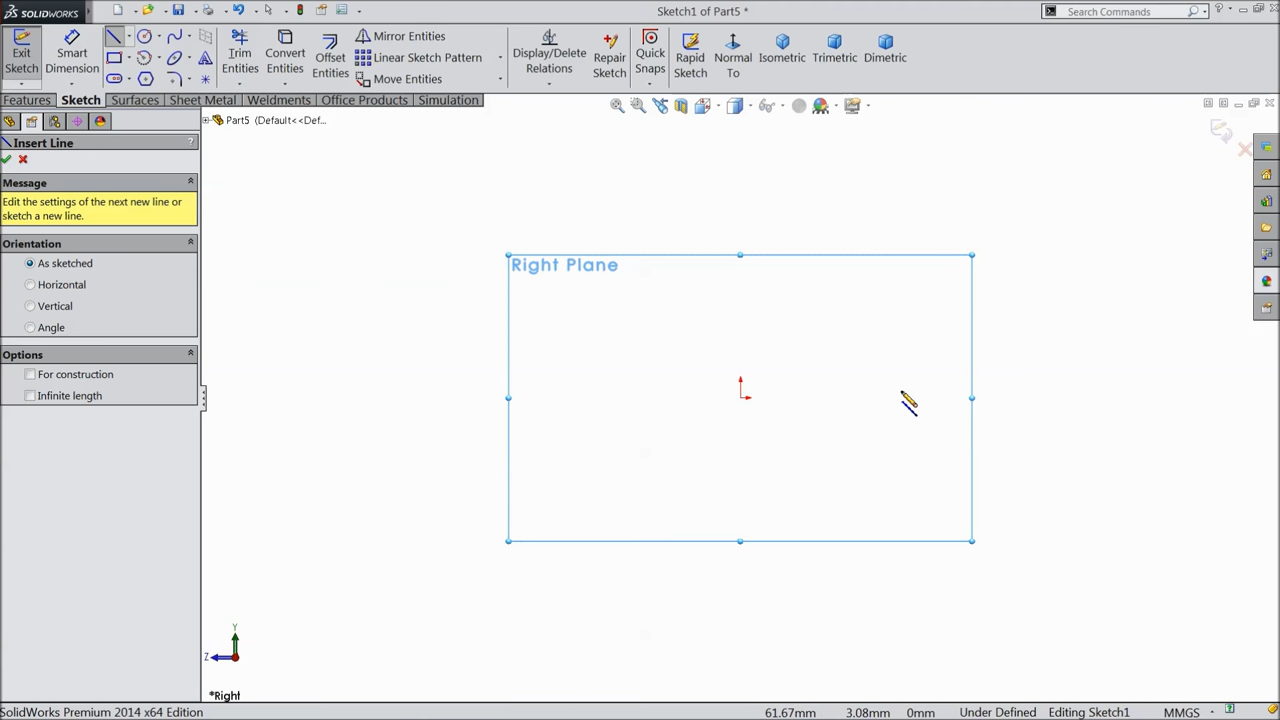 SOLIDWORKS
Sketch1 of Part5 *
Search Commands
Exit Sketch
Smart Dimension
Trim Entities
Convert Entities
Offset Entities
Mirror Entities
Linear Sketch Pattern
Move Entities
Display/Delete Relations
Repair Sketch
Quick Snaps
Rapid Sketch
Normal To
Isometric
Trimetric
Dimetric
Features
Sketch
Surfaces
Sheet Metal
Weldments
Office Products
Simulation
Part5 (Default<<Def...
Insert Line
?
Message
Edit the settings of the next new line or
sketch a new line.
Orientation
As sketched
Horizontal
Vertical
Angle
Options
For construction
Infinite length
Right Plane
Y
Z
*Right
SolidWorks Premium 2014 x64 Edition
61.67mm
3.08mm
0mm
Under Defined
Editing Sketch1
MMGS